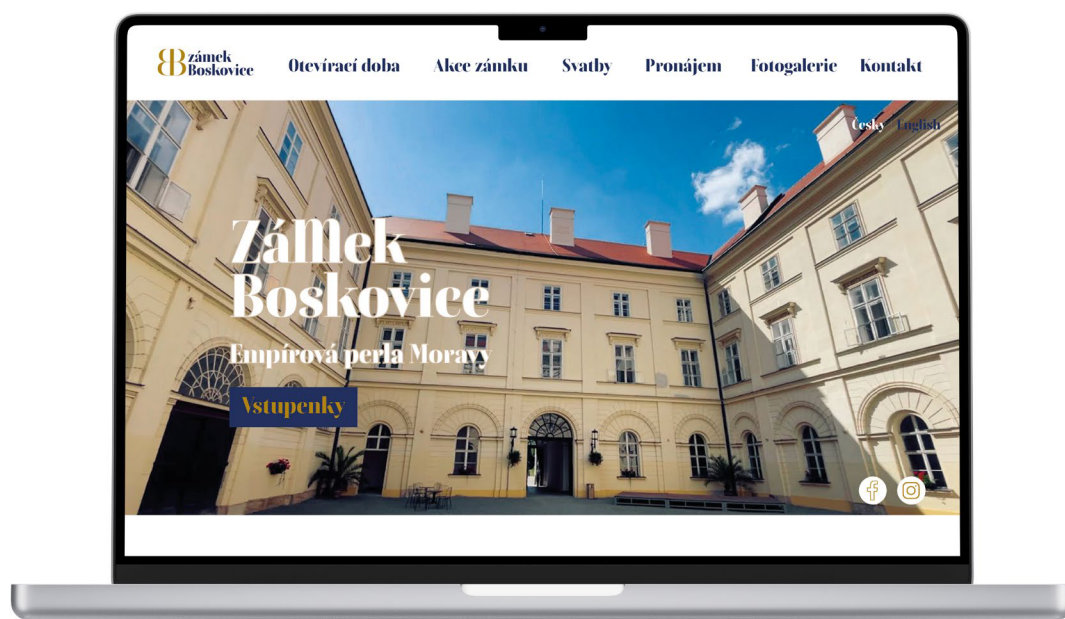 zámek
Boskovice
Otevírací doba
Akce zámku
Svatby
Pronájem
Fotogalerie
Kontakt
Česky / English
Zámek
Boskovice
Empírová perla Moravy
Vstupenky